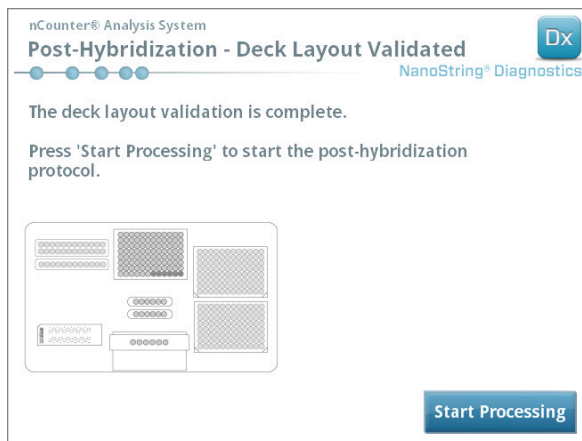 nCounter® Analysis System
Post-Hybridization - Deck Layout Validated
Dx
NanoString® Diagnostics
The deck layout validation is complete.
Press 'Start Processing' to start the post-hybridization
protocol.
Start Processing